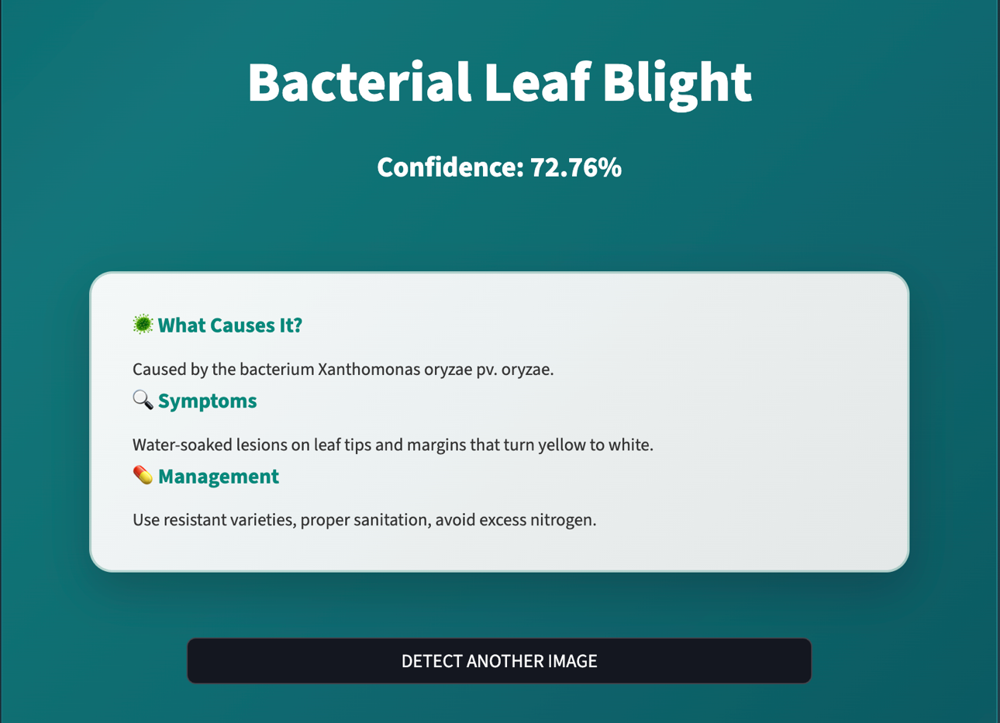 Bacterial Leaf Blight
Confidence: 72.76%
What Causes It?
Caused by the bacterium Xanthomonas oryzae pv. oryzae.
Symptoms
Water-soaked lesions on leaf tips and margins that turn yellow to white.
Management
Use resistant varieties, proper sanitation, avoid excess nitrogen.
DETECT ANOTHER IMAGE